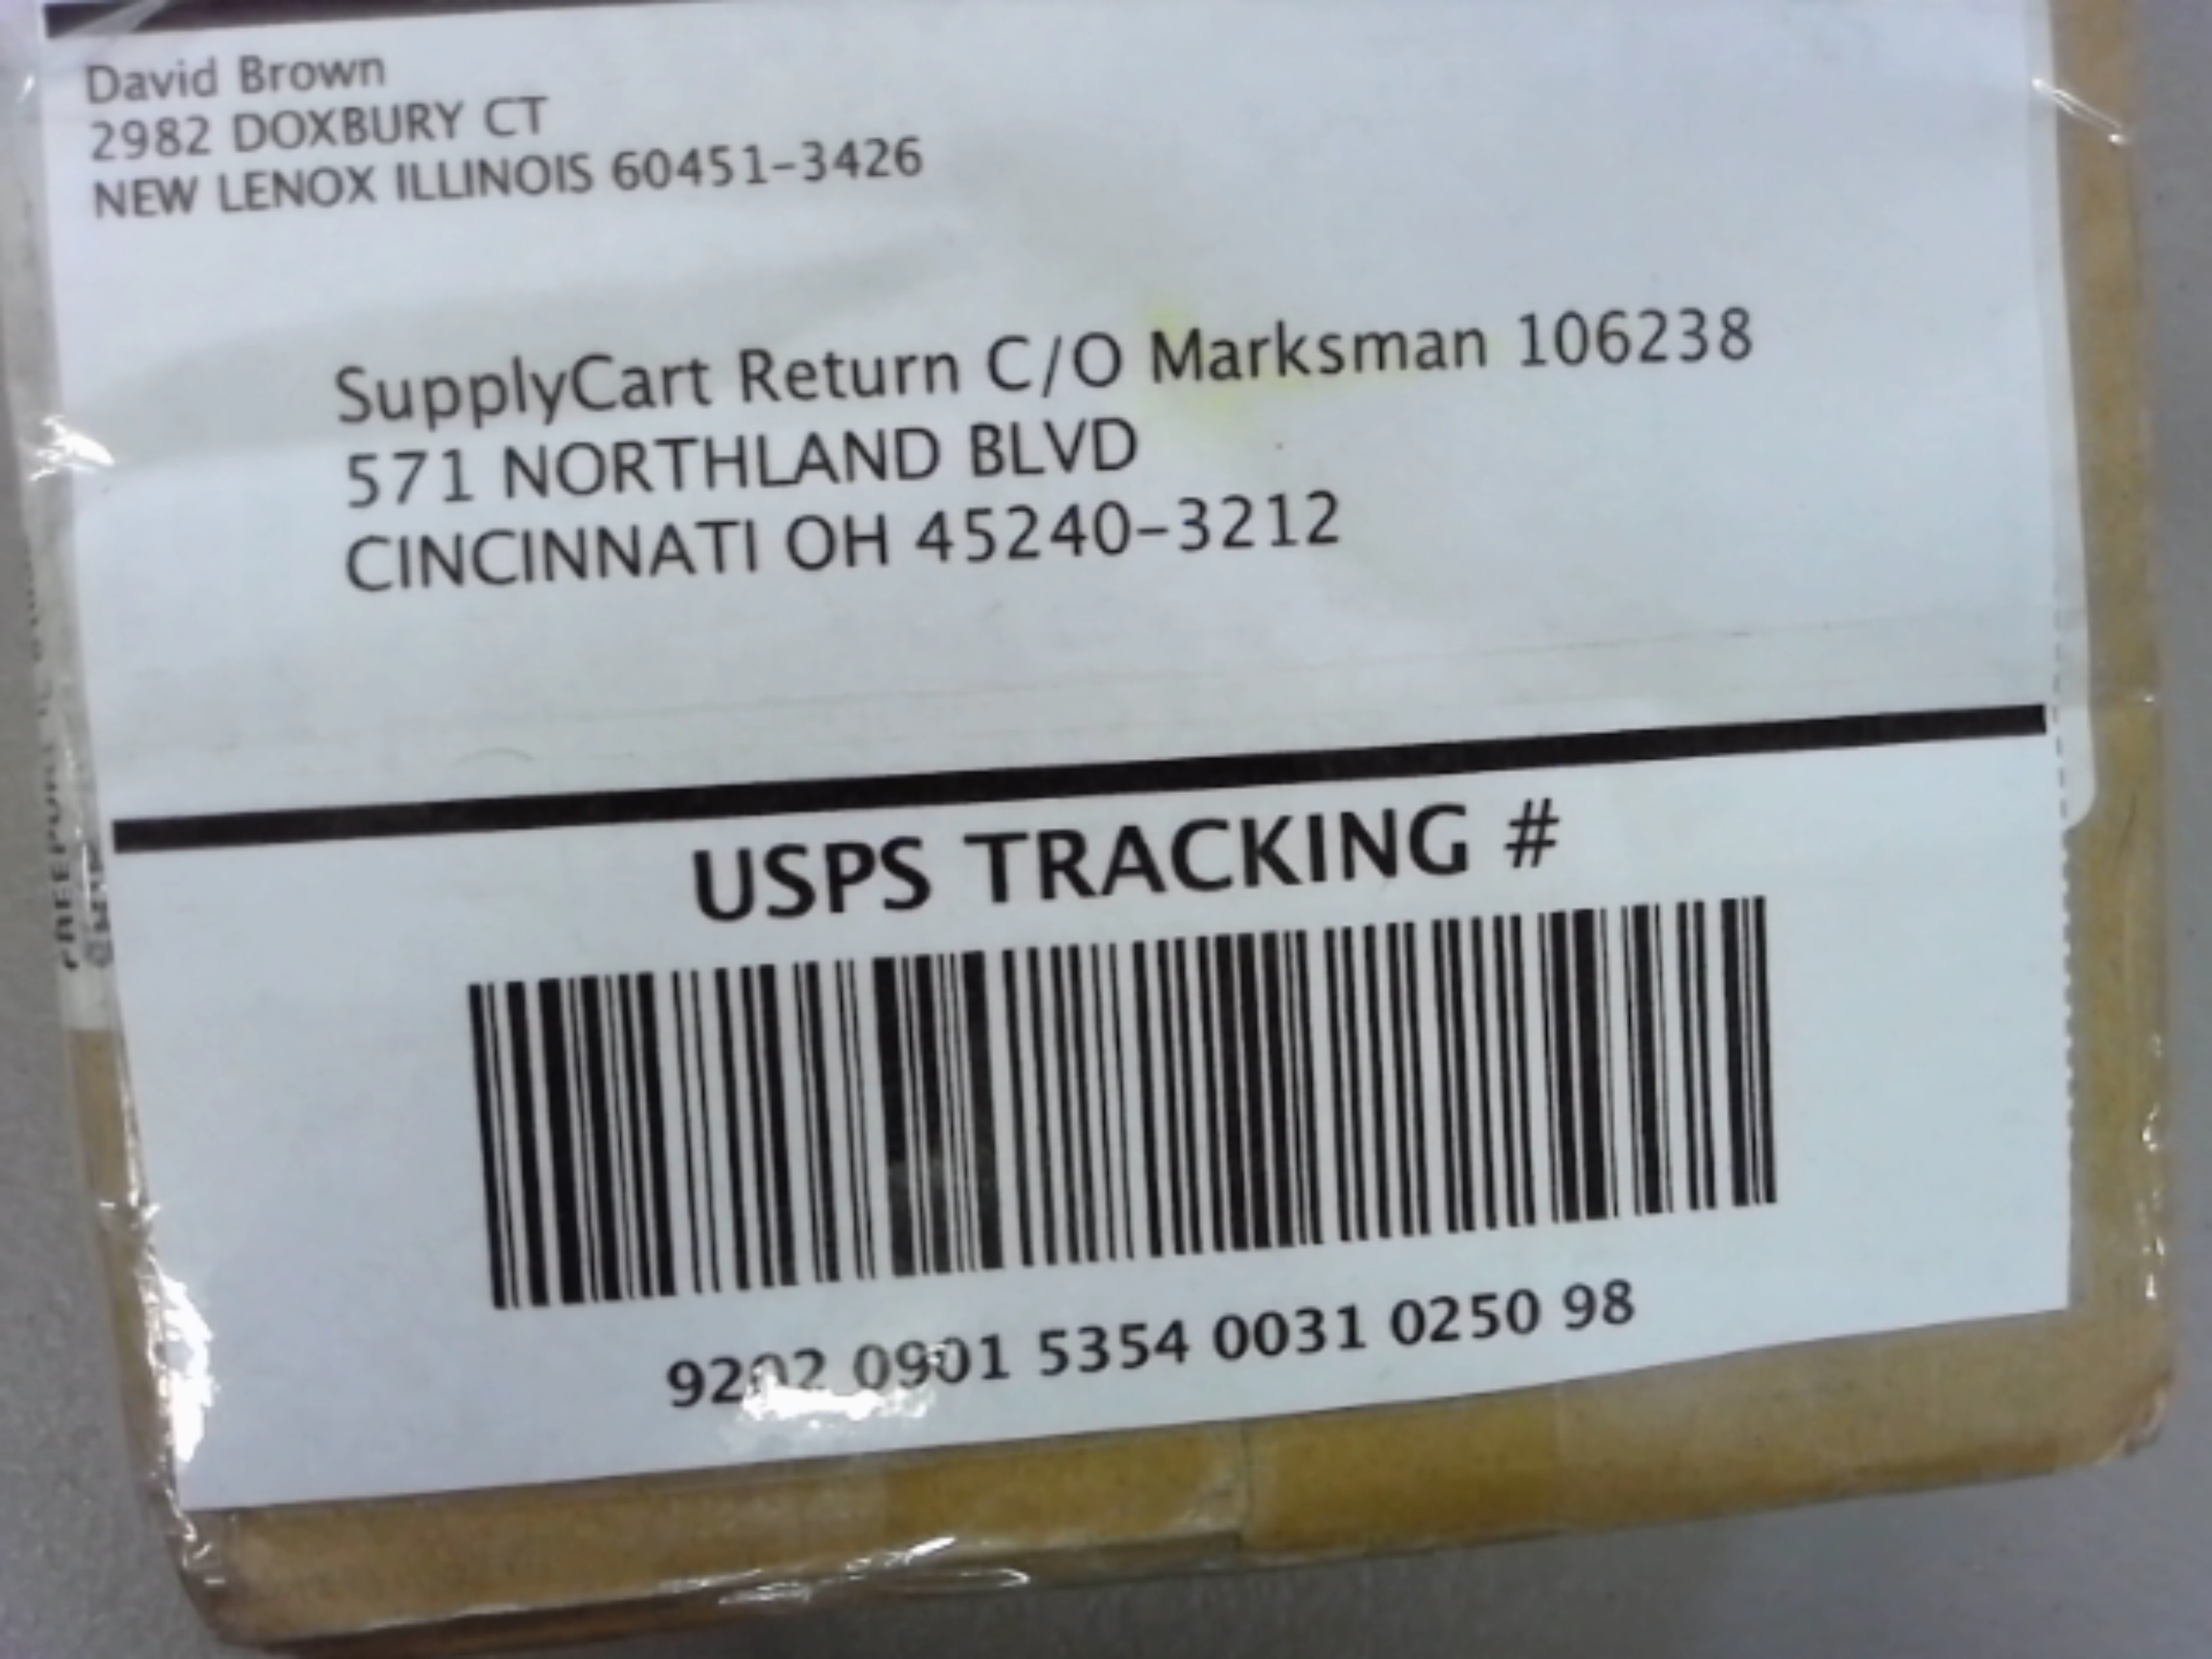 David Brown
2982 DOXBURY CT
NEW LENOX ILLINOIS 60451-3426
SupplyCart Return C/O Marksman 106238
571 NORTHLAND BLVD
CINCINNATI OH 45240-3212
USPS TRACKING #
9202 0901 5354 0031 0250 98